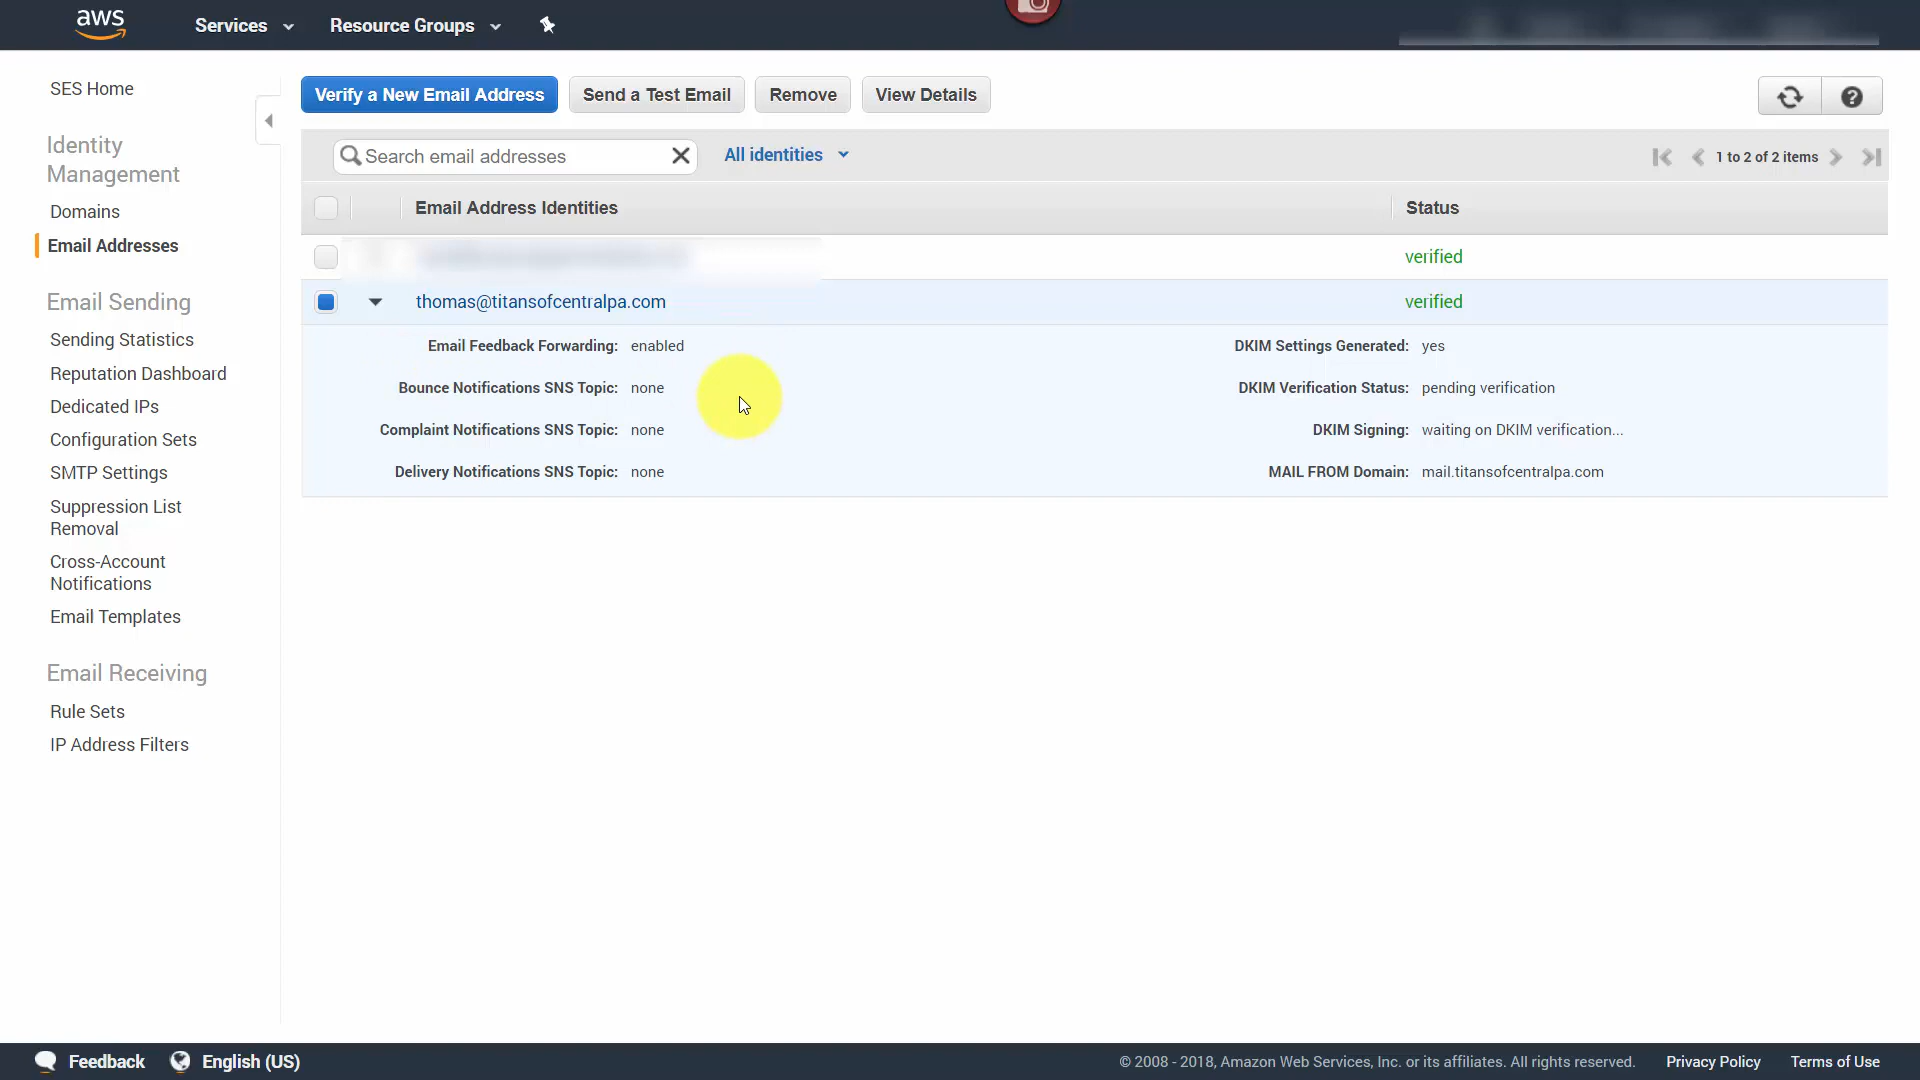 aws
Services
Resource Groups
SES Home
Verify a New Email Address
Send a Test Email
Remove
View Details
Identity
Management
Domains
Email Addresses
Email Sending
Sending Statistics
Reputation Dashboard
Dedicated IPs
Configuration Sets
SMTP Settings
Suppression List
Removal
Cross-Account
Notifications
Email Templates
Email Receiving
Rule Sets
IP Address Filters
Search email addresses
All identities
1 to 2 of 2 items
Email Address Identities
Status
verified
thomas@titansofcentralpa.com
verified
Email Feedback Forwarding: enabled
Bounce Notifications SNS Topic: none
Complaint Notifications SNS Topic: none
Delivery Notifications SNS Topic: none
DKIM Settings Generated: yes
DKIM Verification Status: pending verification
DKIM Signing: waiting on DKIM verification...
MAIL FROM Domain: mail.titansofcentralpa.com
Feedback
English (US)
© 2008 - 2018, Amazon Web Services, Inc. or its affiliates. All rights reserved.
Privacy Policy
Terms of Use